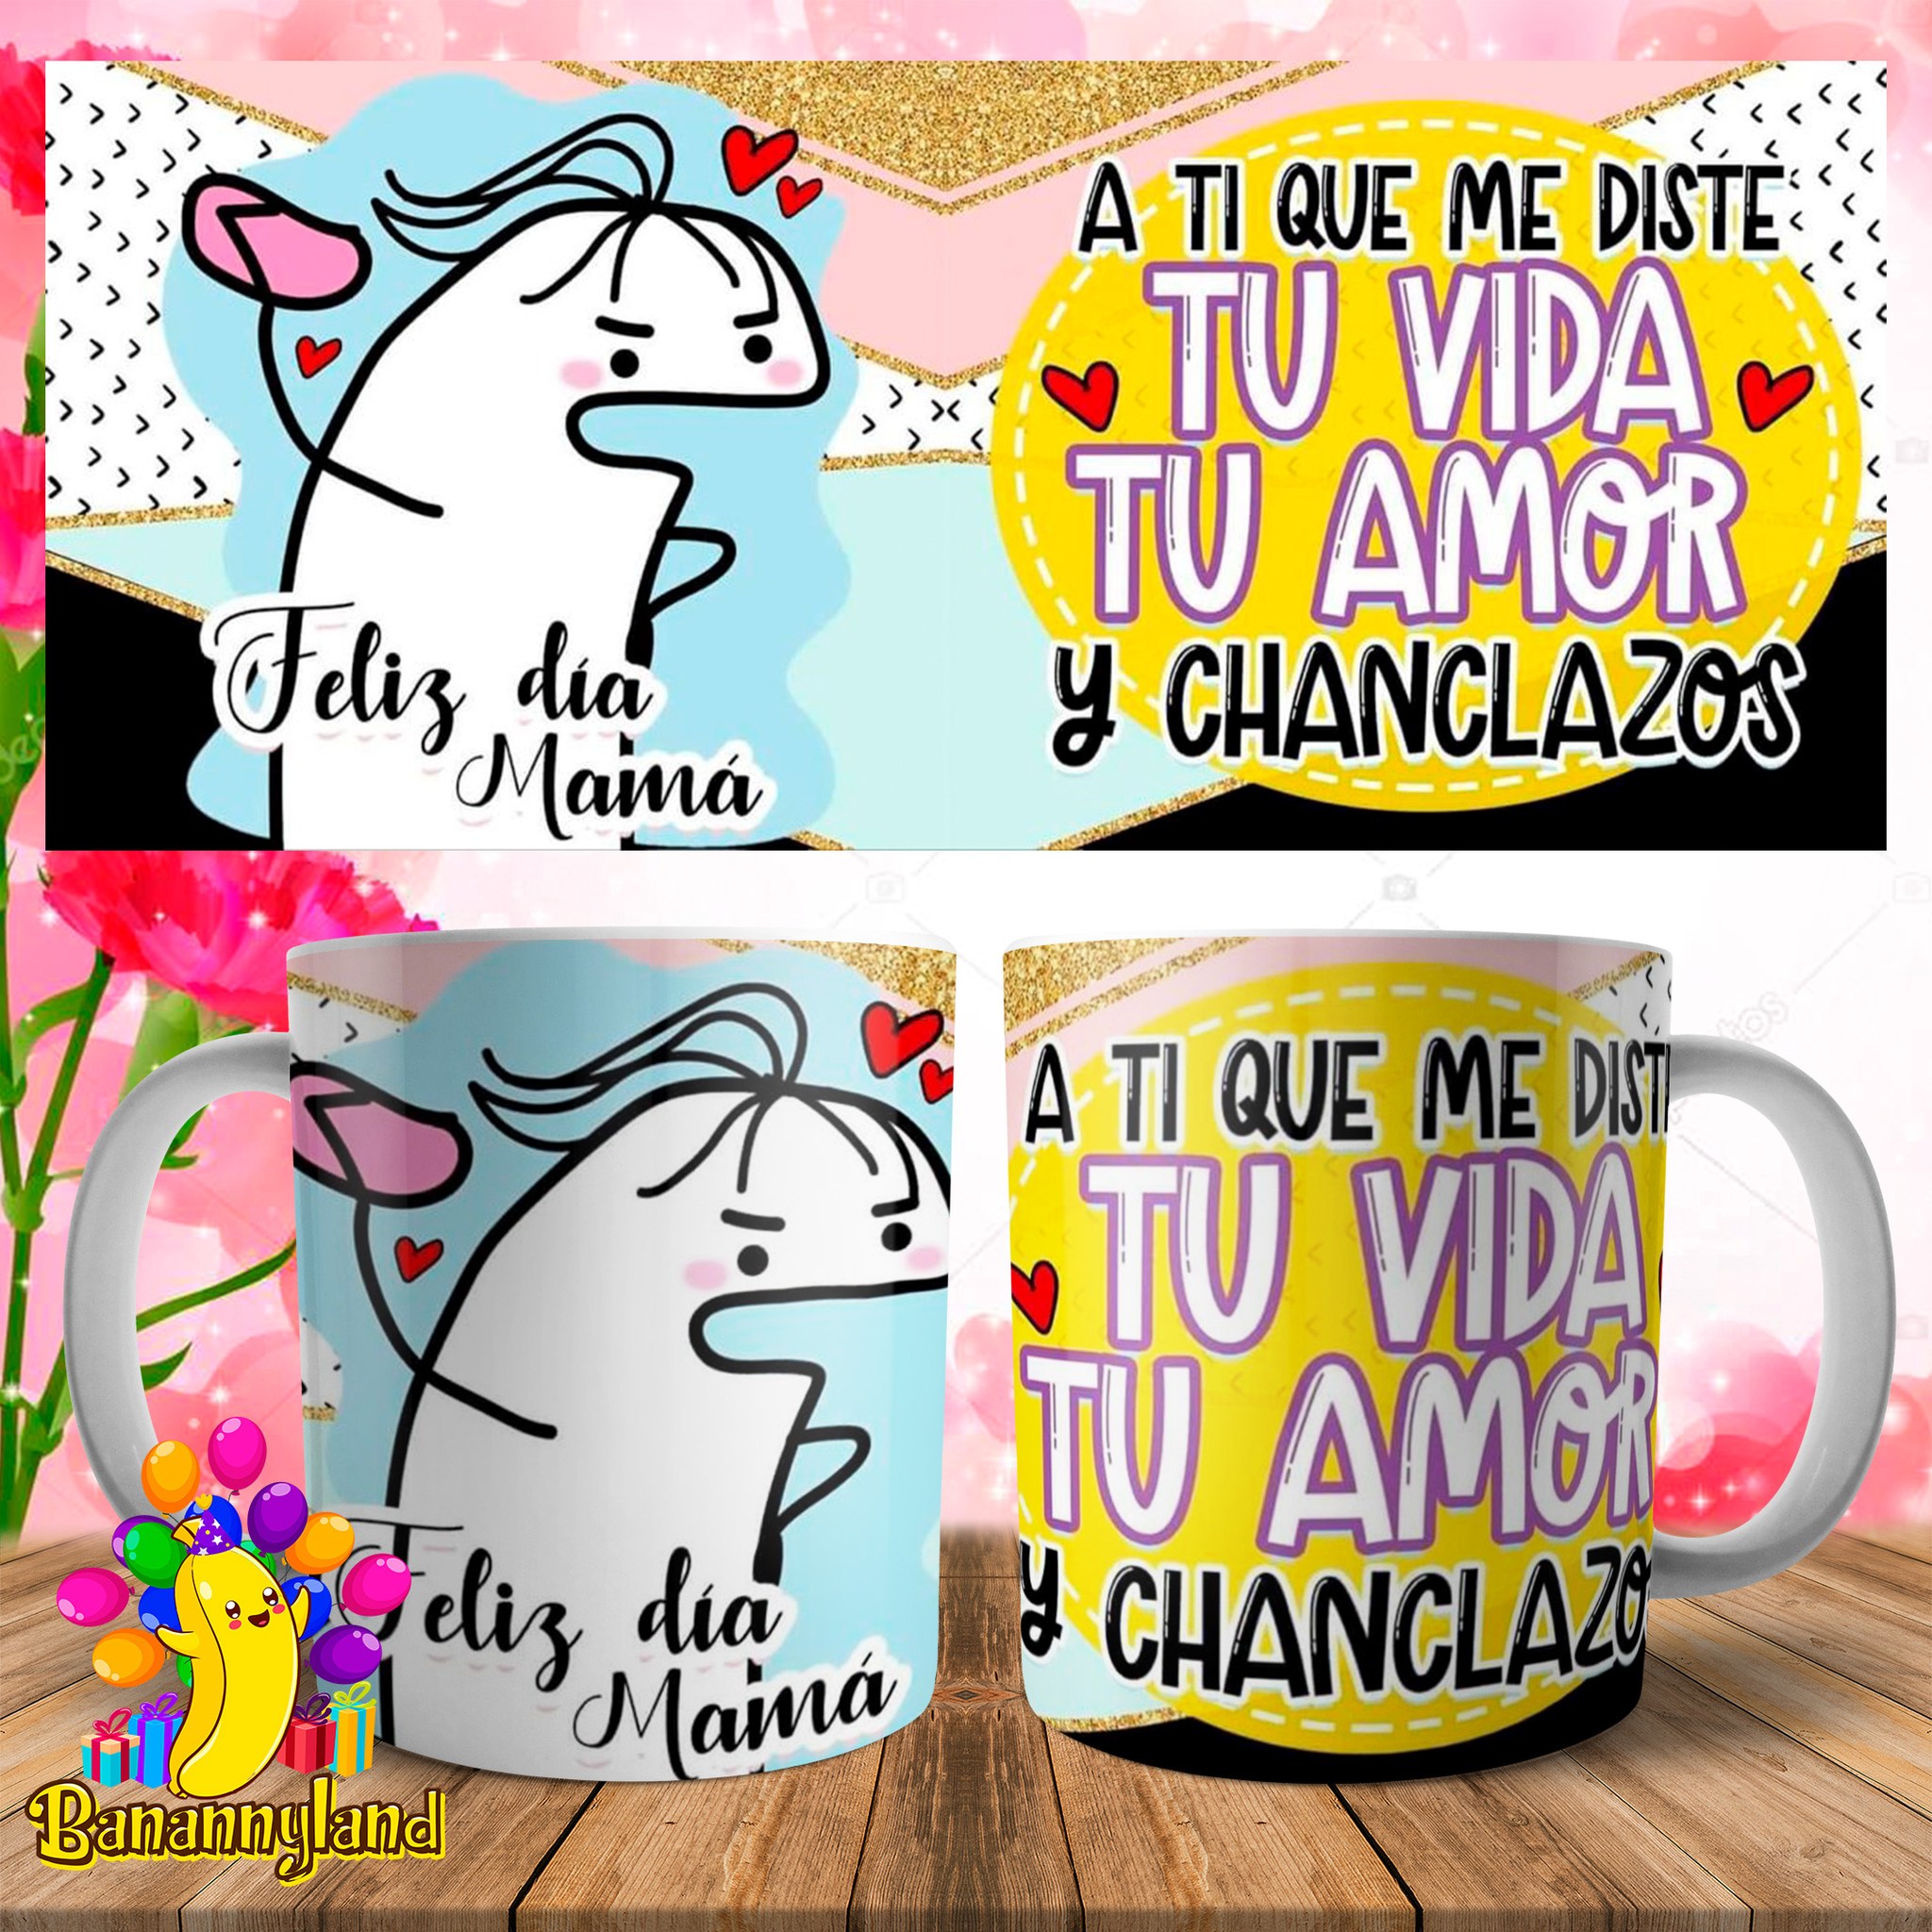 A TI QUE ME DISTE
TU VIDA
TU AMOR
Y CHANCLAZOS
Feliz día
Mamá
A TI QUE ME DISTE
TU VIDA
TU AMOR
Y CHANCLAZO
Feliz día
Mamá
Banannyland